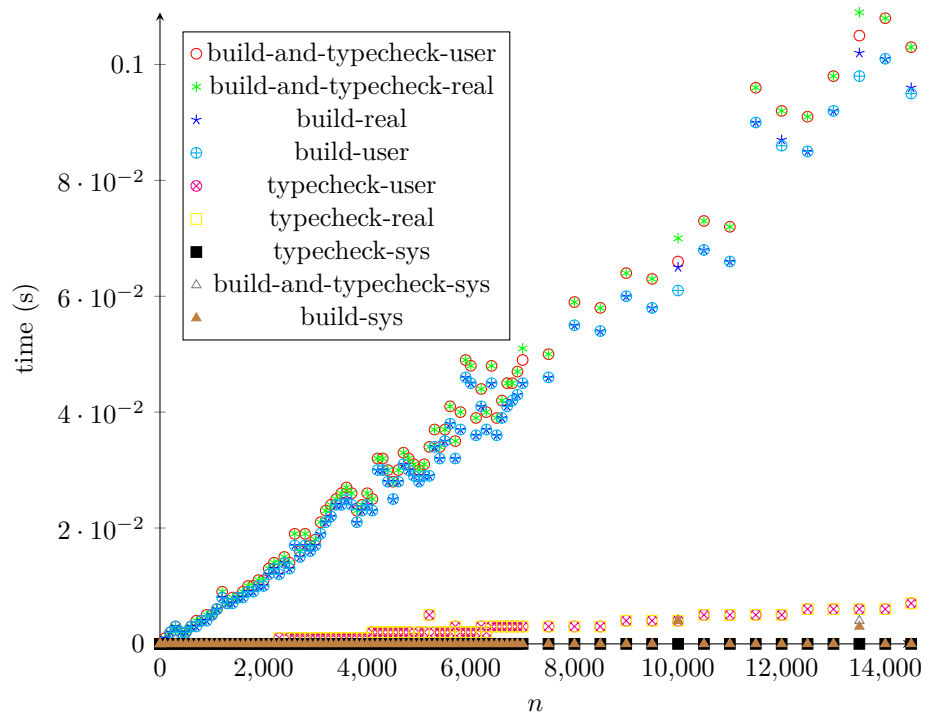 0.1
8 · 10⁻²
6 · 10⁻²
4 · 10⁻²
2 · 10⁻²
0
time (s)
build-and-typecheck-user
build-and-typecheck-real
build-real
build-user
typecheck-user
typecheck-real
typecheck-sys
build-and-typecheck-sys
build-sys
0 2,000 4,000 6,000 8,000 10,000 12,000 14,000
n